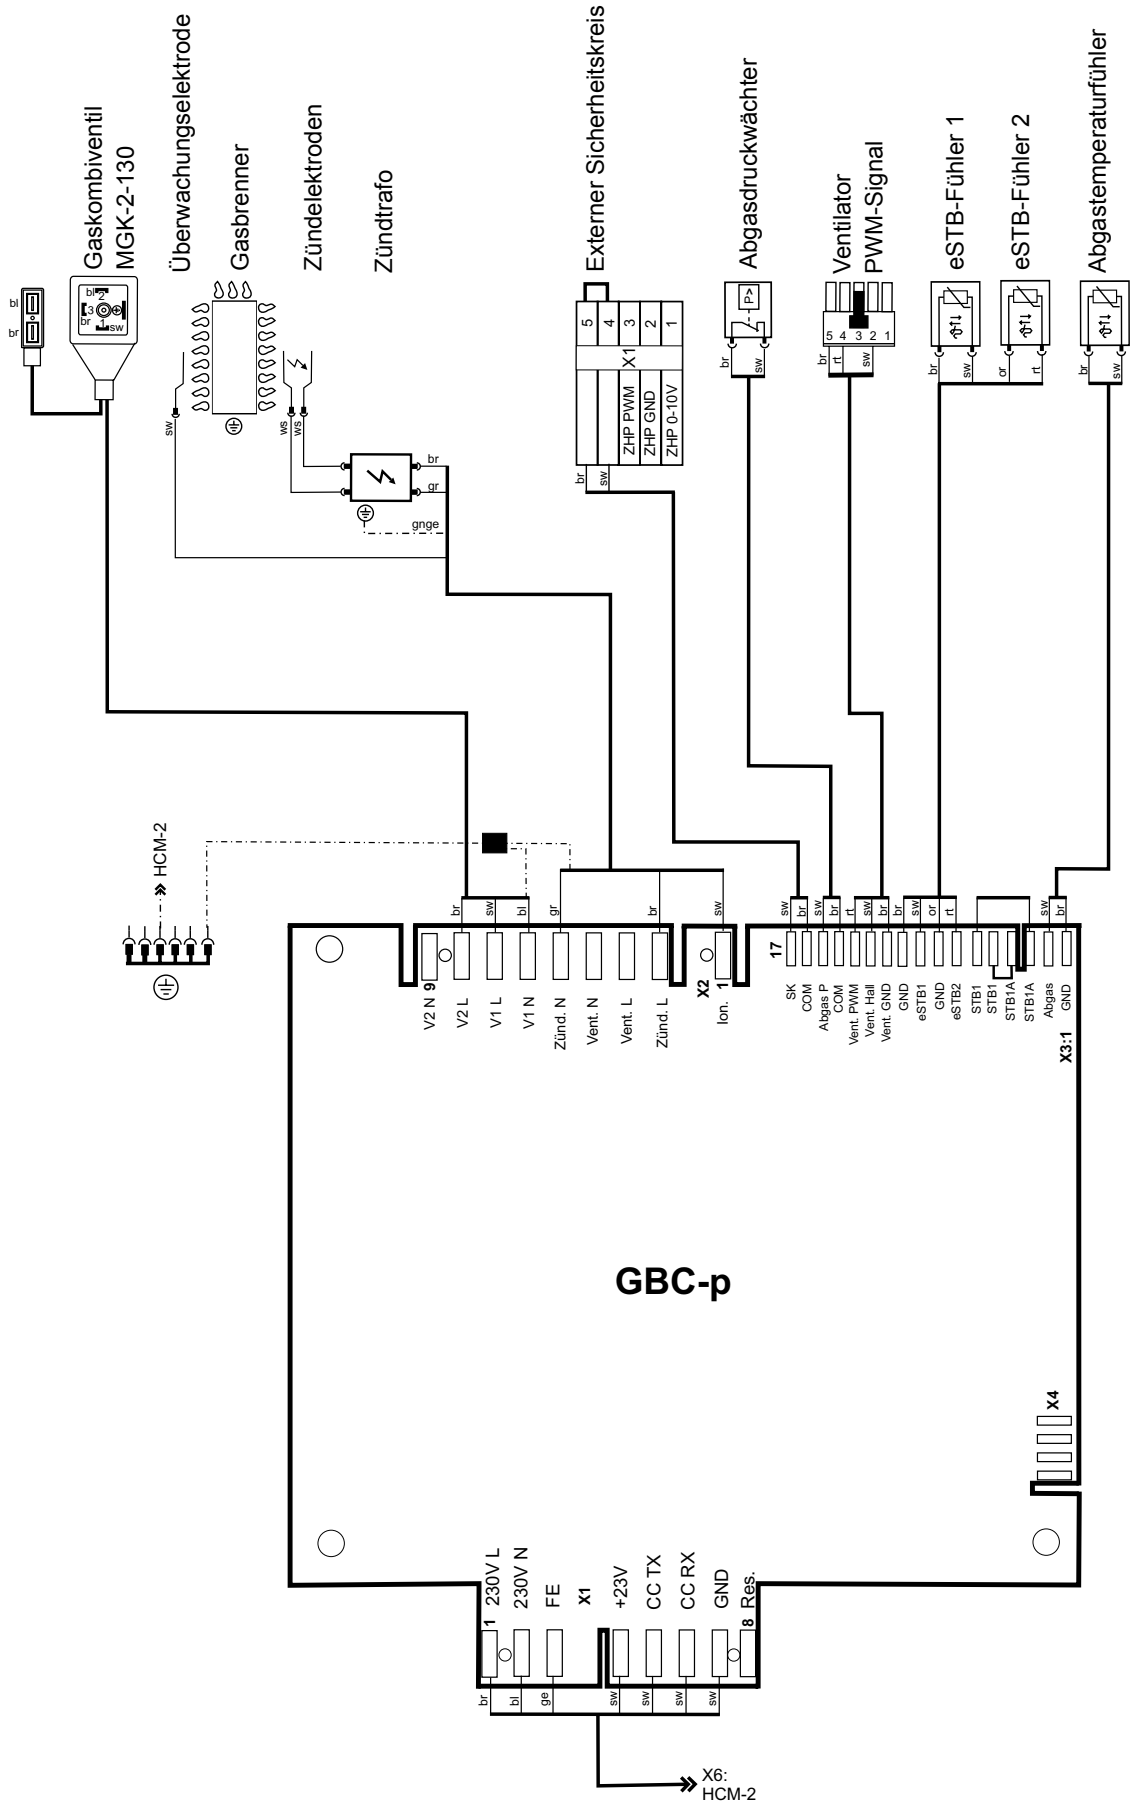 Gaskombiventil
MGK-2-130
Überwachungselektrode
Gasbrenner
Zündelektroden
Zündtrafo
Externer Sicherheitskreis
Abgasdruckwächter
Ventilator
PWM-Signal
eSTB-Fühler 1
eSTB-Fühler 2
Abgastemperaturfühler
bl
br
bl
2
3
br
1
sw
sw
ws
ws
br
gr
gnge
5
4
3
2
1
X1
ZHP PWM
ZHP GND
ZHP 0-10V
br
sw
P>
br
sw
5
4
3
2
1
br
rt
sw
br
sw
or
rt
br
sw
HCM-2
br
sw
bl
gr
br
sw
sw
br
sw
br
rt
sw
br
br
sw
or
rt
sw
br
V2 N
9
V2 L
V1 L
V1 N
Zünd. N
Vent. N
Vent. L
Zünd. L
X2
Ion.
1
17
SK
COM
Abgas P
COM
Vent. PWM
Vent. Hall
Vent. GND
GND
eSTB1
GND
eSTB2
STB1
STB1
STB1A
STB1A
Abgas
GND
X3:1
GBC-p
X4
1
230V L
230V N
FE
X1
+23V
CC TX
CC RX
GND
8
Res.
br
bl
ge
sw
sw
sw
sw
X6:
HCM-2